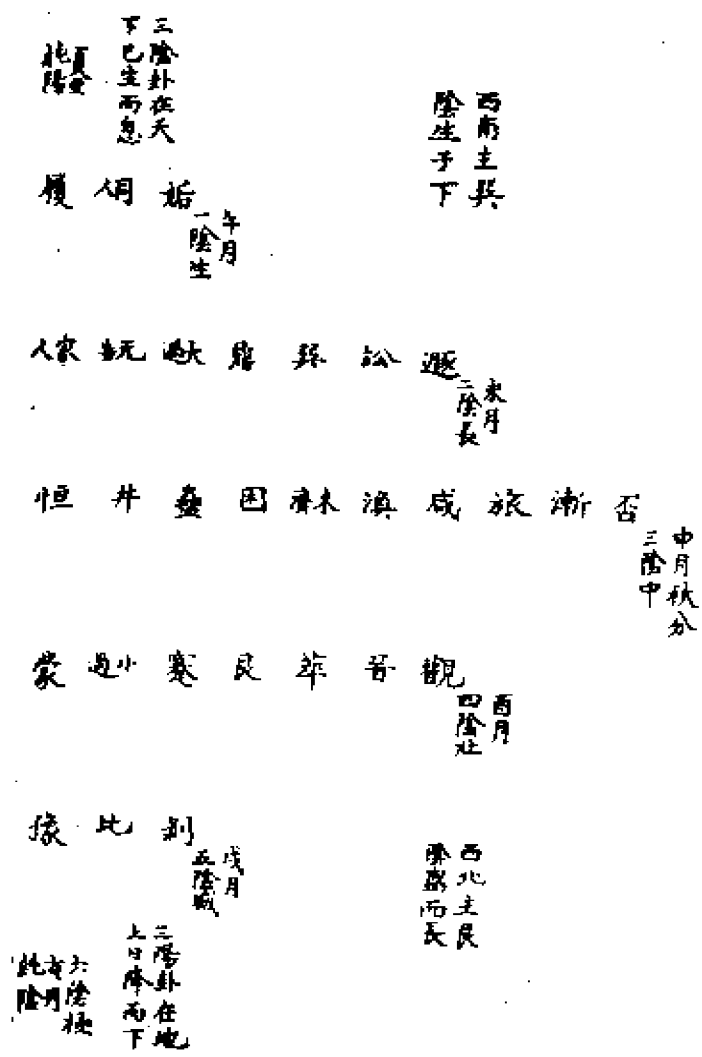 西南主巽
陰生于下
三陰卦在天
下已生而息
夏至
純陽
姤 同人 履
午月
一陰生
遯 訟 巽 鼎 大過 无妄 家人
未月
二陰長
否 漸 旅 咸 渙 未濟 困 蠱 井 恒
申月秋分
三陰中
觀 晉 萃 艮 蹇 小過 蒙
酉月
四陰壯
剝 比 豫
戌月
五陰盛
西北主艮
陰盛而長
三陽卦在地
上日降而下
六陰極
亥月
純陰